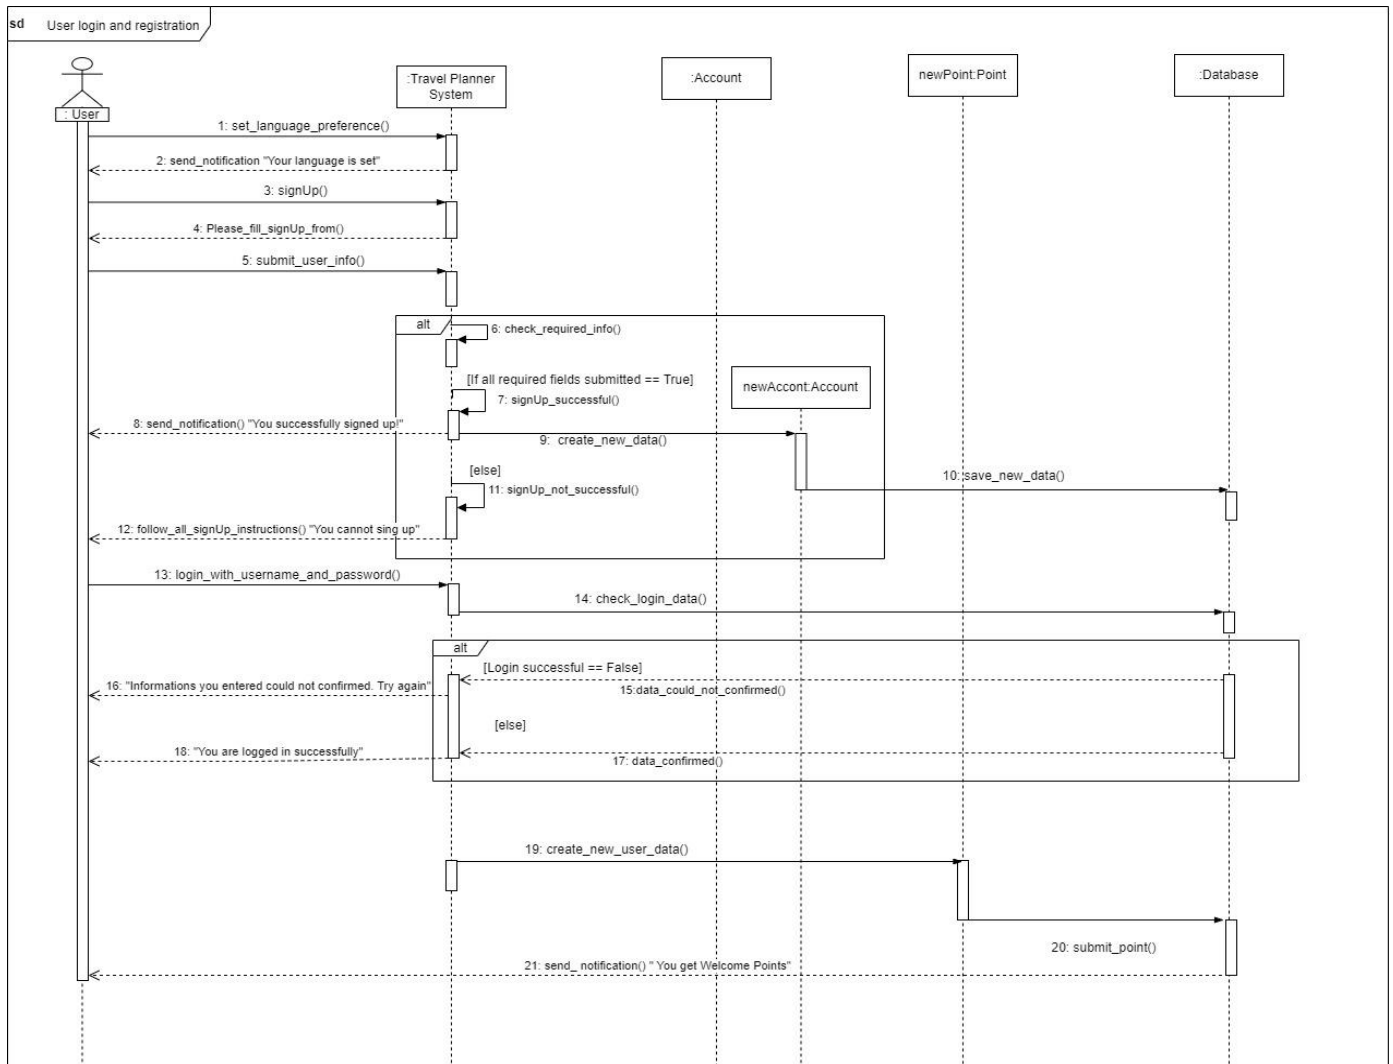 sd User login and registration
:Travel Planner
System
:Account
newPoint:Point
:Database
: User
1: set_language_preference()
2: send_notification "Your language is set"
3: signUp()
4: Please_fill_signUp_from()
5: submit_user_info()
alt
6: check_required_info()
[If all required fields submitted == True]
newAccont:Account
7: signUp_successful()
8: send_notification() "You successfully signed up!"
9: create_new_data()
[else]
10: save_new_data()
11: signUp_not_successful()
12: follow_all_signUp_instructions() "You cannot sing up"
13: login_with_username_and_password()
14: check_login_data()
alt
[Login successful == False]
16: "Informations you entered could not confirmed. Try again"
15:data_could_not_confirmed()
[else]
18: "You are logged in successfully"
17: data_confirmed()
19: create_new_user_data()
20: submit_point()
21: send_ notification() " You get Welcome Points"